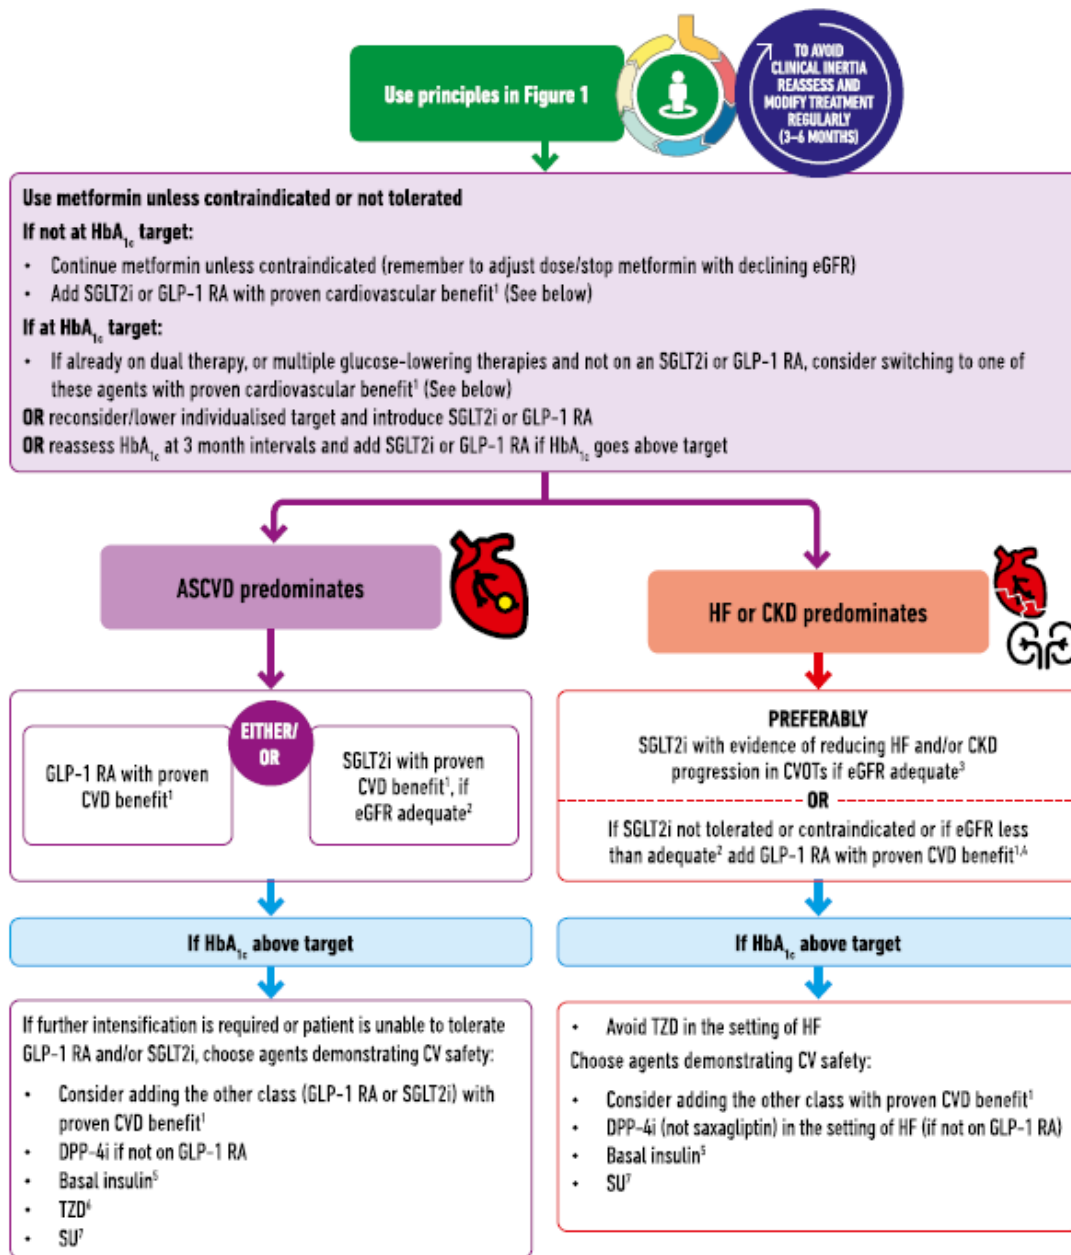 Use principles in Figure 1
TO AVOID
CLINICAL INERTIA
REASSESS AND
MODIFY TREATMENT
REGULARLY
(3–6 MONTHS)
Use metformin unless contraindicated or not tolerated
If not at HbA1c target:
• Continue metformin unless contraindicated (remember to adjust dose/stop metformin with declining eGFR)
• Add SGLT2i or GLP-1 RA with proven cardiovascular benefit¹ (See below)
If at HbA1c target:
• If already on dual therapy, or multiple glucose-lowering therapies and not on an SGLT2i or GLP-1 RA, consider switching to one of
these agents with proven cardiovascular benefit¹ (See below)
OR reconsider/lower individualised target and introduce SGLT2i or GLP-1 RA
OR reassess HbA1c at 3 month intervals and add SGLT2i or GLP-1 RA if HbA1c goes above target
ASCVD predominates
EITHER/
OR
GLP-1 RA with proven
CVD benefit¹
SGLT2i with proven
CVD benefit¹, if
eGFR adequate²
If HbA1c above target
If further intensification is required or patient is unable to tolerate
GLP-1 RA and/or SGLT2i, choose agents demonstrating CV safety:
• Consider adding the other class (GLP-1 RA or SGLT2i) with
proven CVD benefit¹
• DPP-4i if not on GLP-1 RA
• Basal insulin⁵
• TZD⁶
• SU⁷
HF or CKD predominates
PREFERABLY
SGLT2i with evidence of reducing HF and/or CKD
progression in CVOTs if eGFR adequate³
OR
If SGLT2i not tolerated or contraindicated or if eGFR less
than adequate² add GLP-1 RA with proven CVD benefit¹,⁴
If HbA1c above target
• Avoid TZD in the setting of HF
Choose agents demonstrating CV safety:
• Consider adding the other class with proven CVD benefit¹
• DPP-4i (not saxagliptin) in the setting of HF (if not on GLP-1 RA)
• Basal insulin⁵
• SU⁷